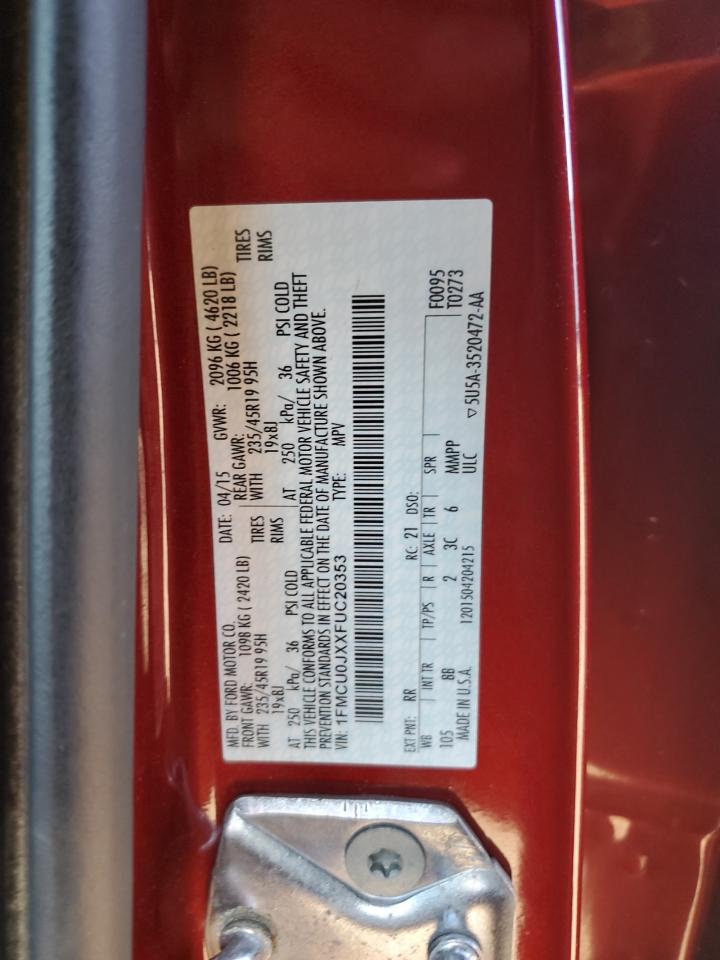 MFD. BY FORD MOTOR CO. DATE: 04/15 GVWR: 2096 KG ( 4620 LB)
FRONT GAWR: 1098 KG ( 2420 LB) REAR GAWR: 1006 KG ( 2218 LB)
WITH 235/45R19 95H TIRES WITH 235/45R19 95H TIRES
19x8J RIMS 19x8J RIMS
AT 250 kPa/ 36 PSI COLD AT 250 kPa/ 36 PSI COLD
THIS VEHICLE CONFORMS TO ALL APPLICABLE FEDERAL MOTOR VEHICLE SAFETY AND THEFT
PREVENTION STANDARDS IN EFFECT ON THE DATE OF MANUFACTURE SHOWN ABOVE.
VIN: 1FMCU0JXXFUC20353 TYPE: MPV
EXT PNT: RR RC: 21 DSO: F0095
WB INT TR TP/PS R AXLE TR SPR T0273
105 8B 2 3C 6 MMPP
MADE IN U.S.A. 1201504204215 ULC ▽5U5A-3520472-AA